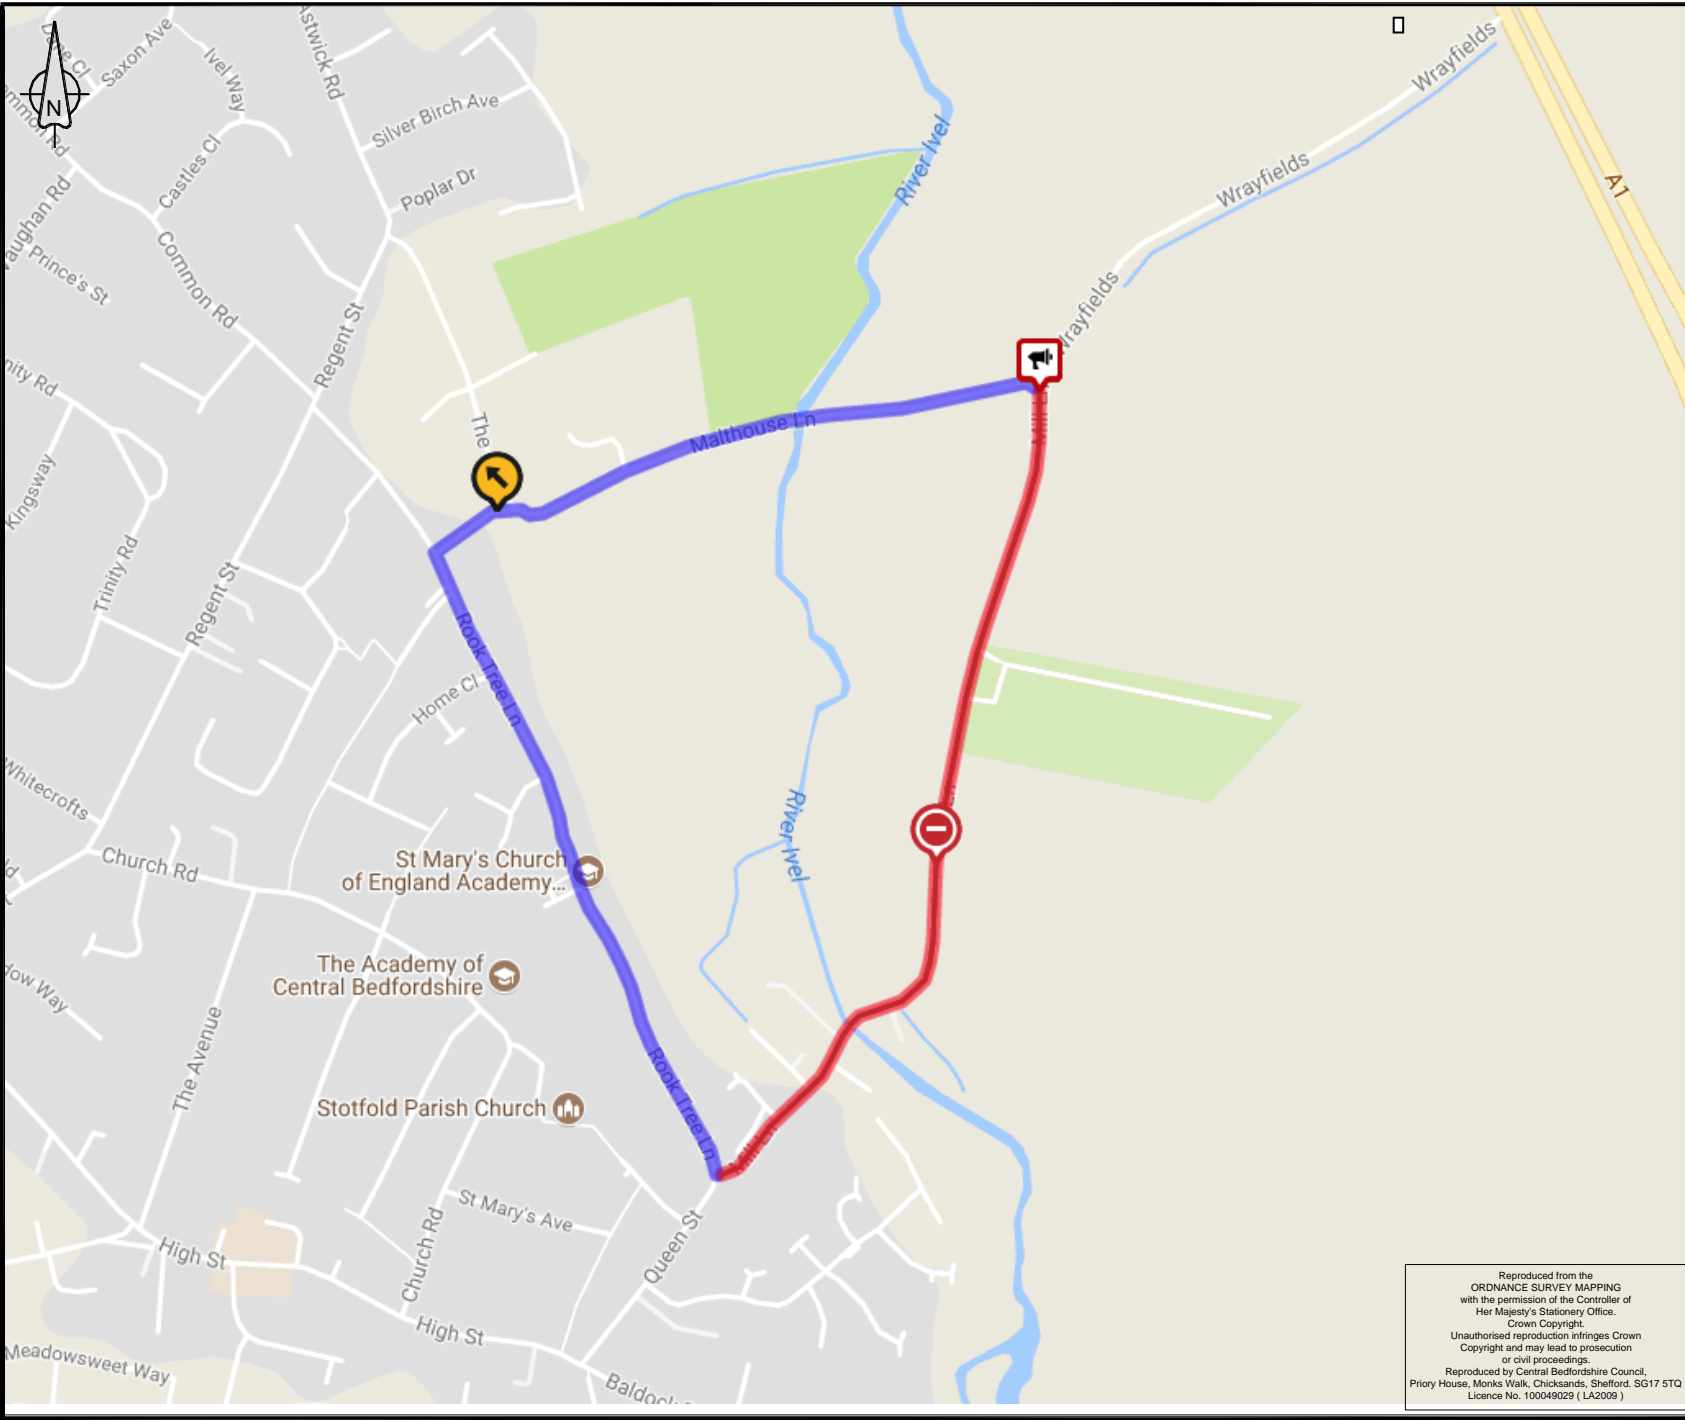 Saxon Ave
Ivel Way
Silver Birch Ave
Castles Cl
Poplar Dr
Prince's St
Common Rd
Regent St
River Ivel
Wrayfields
Wrayfields
Wrayfields
A1
N
The
Malthouse Ln
Kingsway
Trinity Rd
Regent St
Rook Tree Ln
Home Cl
Whitecrofts
Church Rd
St Mary's Church
of England Academy...
River Ivel
The Academy of
Central Bedfordshire
The Avenue
Rook Tree Ln
Stotfold Parish Church
Mill Ln
St Mary's Ave
Queen St
Church Rd
High St
High St
Meadowsweet Way
Reproduced from the
ORDNANCE SURVEY MAPPING
with the permission of the Controller of
Her Majesty's Stationery Office.
Crown Copyright.
Unauthorised reproduction infringes Crown
Copyright and may lead to prosecution
or civil proceedings.
Reproduced by Central Bedfordshire Council,
Priory House, Monks Walk, Chicksands, Shefford. SG17 5TQ
Licence No. 100049029 ( LA2009 )